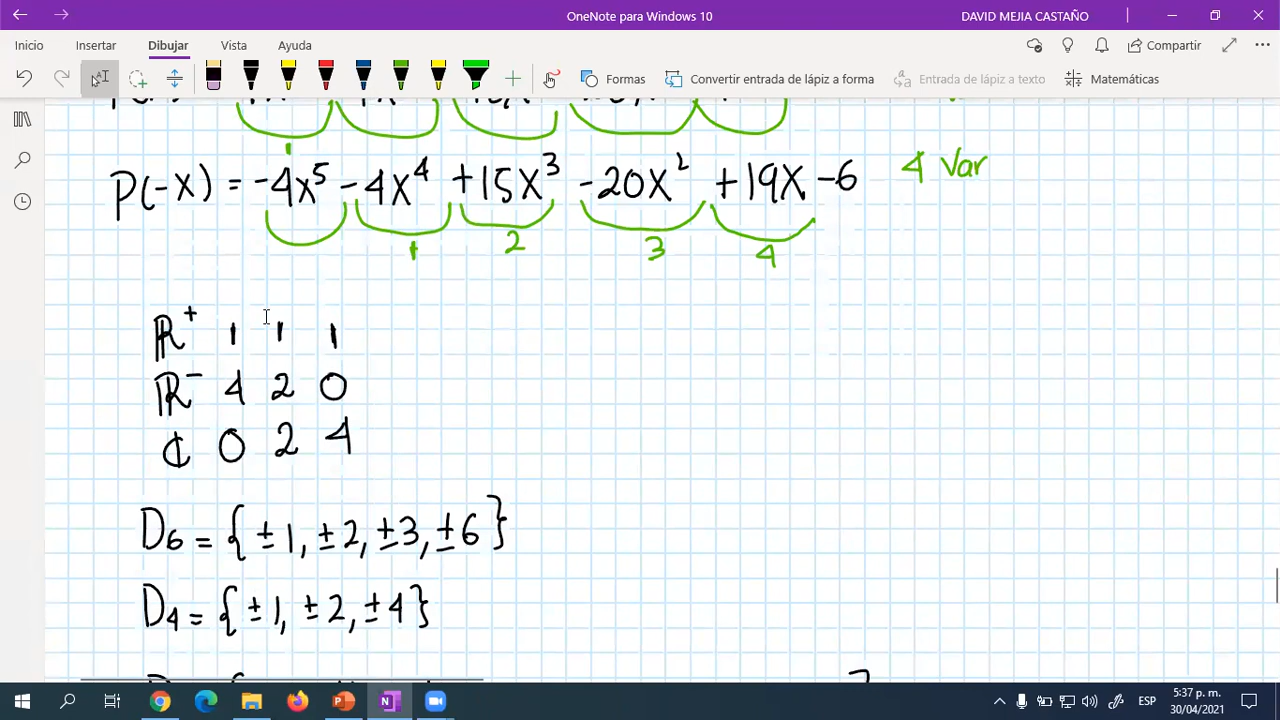 OneNote para Windows 10
DAVID MEJIA CASTAÑO
Inicio Insertar Dibujar Vista Ayuda
Compartir
Formas Convertir entrada de lápiz a forma Entrada de lápiz a texto Matemáticas
P(-X) = -4X⁵ -4X⁴ +15X³ -20X² +19X -6 4 Var
1 2 3 4
ℝ⁺ 1 1 1
ℝ⁻ 4 2 0
ℂ 0 2 4
D₆ = {±1, ±2, ±3, ±6}
D₄ = {±1, ±2, ±4}
ESP
5:37 p. m.
30/04/2021